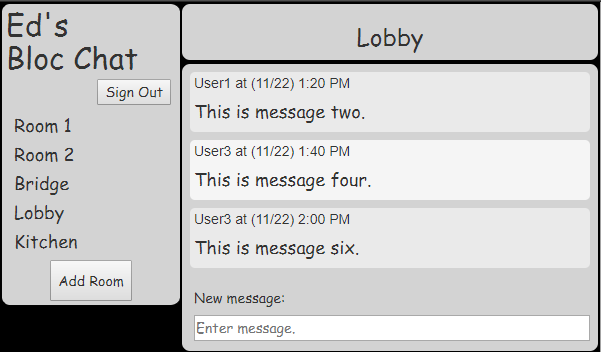 Ed's
Bloc Chat
Sign Out
Room 1
Room 2
Bridge
Lobby
Kitchen
Add Room
Lobby
User1 at (11/22) 1:20 PM
This is message two.
User3 at (11/22) 1:40 PM
This is message four.
User3 at (11/22) 2:00 PM
This is message six.
New message:
Enter message.